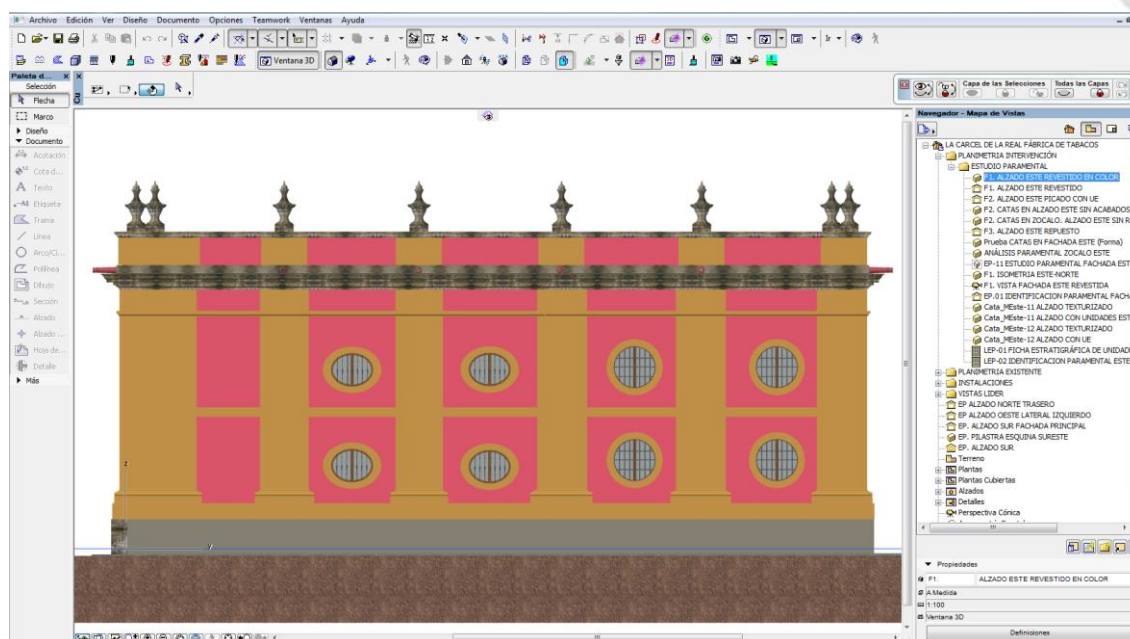 Archivo Edición Ver Diseño Documento Opciones Teamwork Ventanas Ayuda
Ventana 3D
Paleta d...
Selección
Flecha
Marco
Diseño
Documento
Acotación
Cota d...
Texto
Etiqueta
Trama
Línea
Arco/Ci...
Polilínea
Dibujo
Sección
Alzado
Alzado ...
Hoja de...
Detalle
Más
Capa de las Selecciones Todas las Capas
Navegador - Mapa de Vistas
LA CARCEL DE LA REAL FÁBRICA DE TABACOS
PLANIMETRIA INTERVENCIÓN
ESTUDIO PARAMENTAL
F1. ALZADO ESTE REVESTIDO EN COLOR
F1. ALZADO ESTE REVESTIDO
F2. ALZADO ESTE PICADO CON UE
F2. CATAS EN ALZADO ESTE SIN ACABADOS
F2. CATAS EN ZOCALO. ALZADO ESTE SIN R
F3. ALZADO ESTE REPUESTO
Prueba CATAS EN FACHADA ESTE (Forma)
ANÁLISIS PARAMENTAL ZOCALO ESTE
EP-11 ESTUDIO PARAMENTAL FACHADA EST
F1. ISOMETRIA ESTE-NORTE
F1. VISTA FACHADA ESTE REVESTIDA
EP.01 IDENTIFICACION PARAMENTAL FACHA
Cata_MEste-11 ALZADO TEXTURIZADO
Cata_MEste-11 ALZADO CON UNIDADES EST
Cata_MEste-12 ALZADO TEXTURIZADO
Cata_MEste-12 ALZADO CON UE
LEP-01 FICHA ESTRATIGRÁFICA DE UNIDAD
LEP-02 IDENTIFICACION PARAMENTAL ESTE
PLANIMETRIA EXISTENTE
INSTALACIONES
VISTAS LIDER
EP ALZADO NORTE TRASERO
EP ALZADO OESTE LATERAL IZQUIERDO
EP. ALZADO SUR FACHADA PRINCIPAL
EP. PILASTRA ESQUINA SURESTE
EP. ALZADO SUR
Terreno
Plantas
Plantas Cubiertas
Alzados
Detalles
Perspectiva Cónica
z
y
Propiedades
F1. ALZADO ESTE REVESTIDO EN COLOR
A Medida
1:100
Ventana 3D
Definiciones